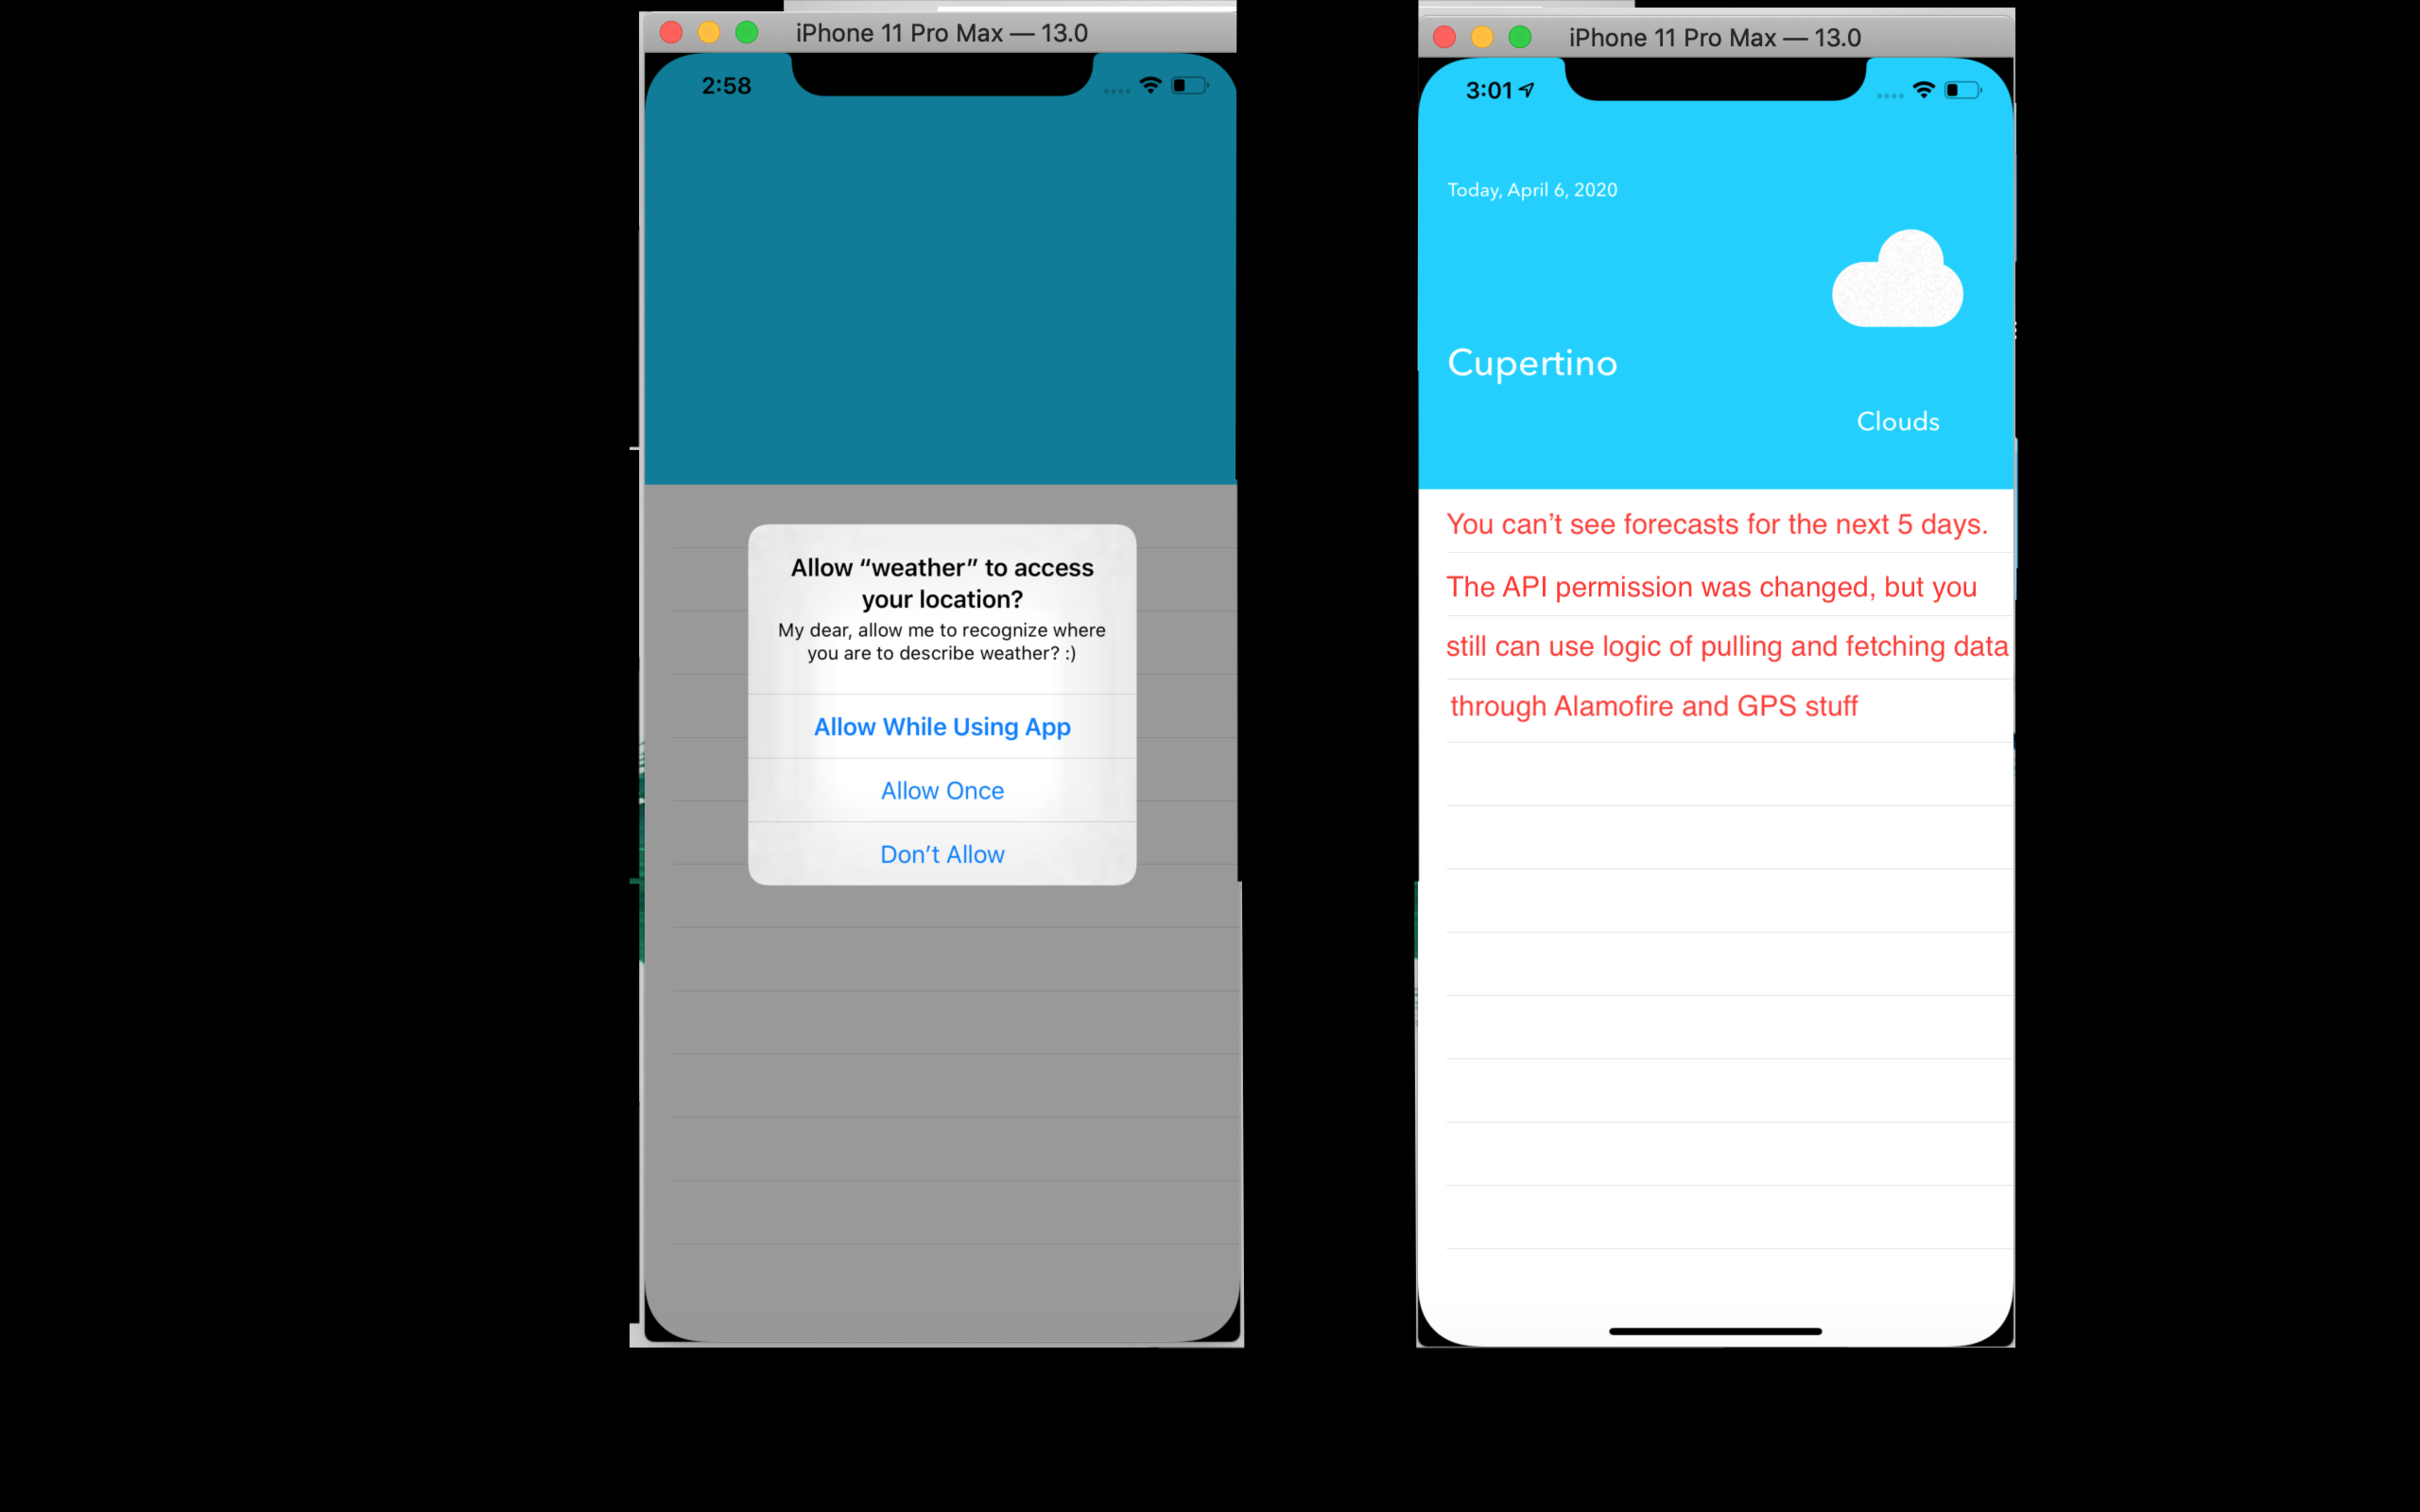 iPhone 11 Pro Max — 13.0
2:58
Allow “weather” to access
your location?
My dear, allow me to recognize where
you are to describe weather? :)
Allow While Using App
Allow Once
Don’t Allow
iPhone 11 Pro Max — 13.0
3:01
Today, April 6, 2020
Cupertino
Clouds
You can’t see forecasts for the next 5 days.
The API permission was changed, but you
still can use logic of pulling and fetching data
through Alamofire and GPS stuff